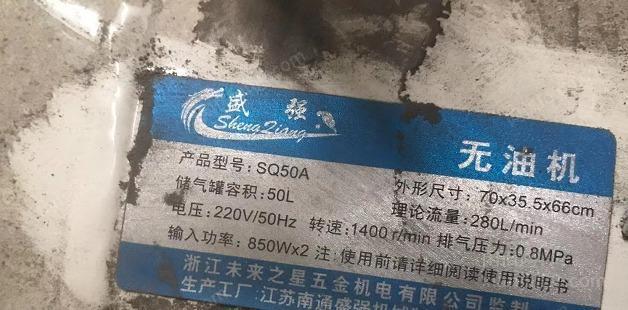 盛强
ShengQiang
无油机
产品型号：SQ50A
外形尺寸：70x35.5x66cm
储气罐容积：50L
理论流量：280L/min
电压：220V/50Hz 转速：1400 r/min 排气压力：0.8MPa
输入功率：850Wx2 注：使用前请详细阅读使用说明书
浙江未来之星五金机电有限公司监制
生产工厂：江苏南通盛强机械